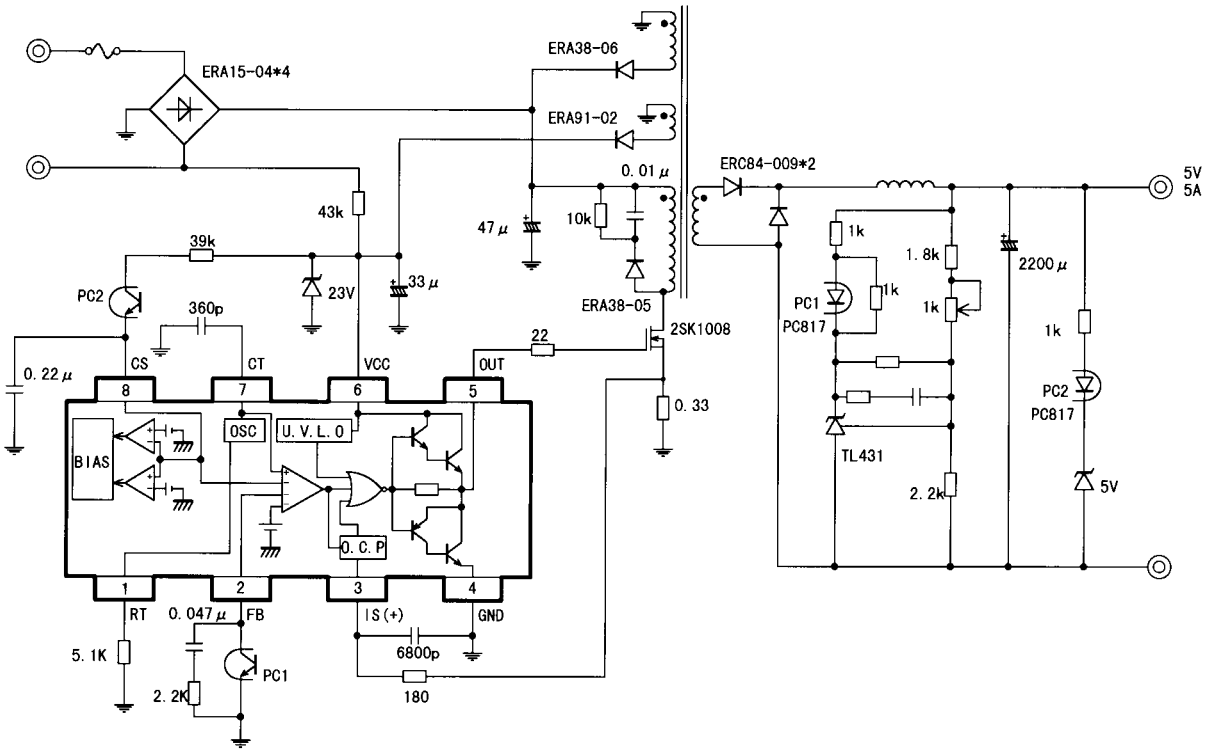 ERA38-06
ERA15-04*4
ERA91-02
ERC84-009*2
0.01μ
5V
5A
43k
47μ
10k
1k
1.8k
39k
2200μ
PC2
23V
33μ
ERA38-05
PC1
PC817
1k
1k
1k
360p
2SK1008
22
CS
CT
VCC
OUT
PC2
PC817
0.22μ
8
7
6
5
0.33
OSC
U.V.L.O
BIAS
TL431
2.2k
5V
O.C.P
1
2
3
4
RT
0.047μ
FB
IS(+)
GND
5.1K
6800p
PC1
2.2K
180